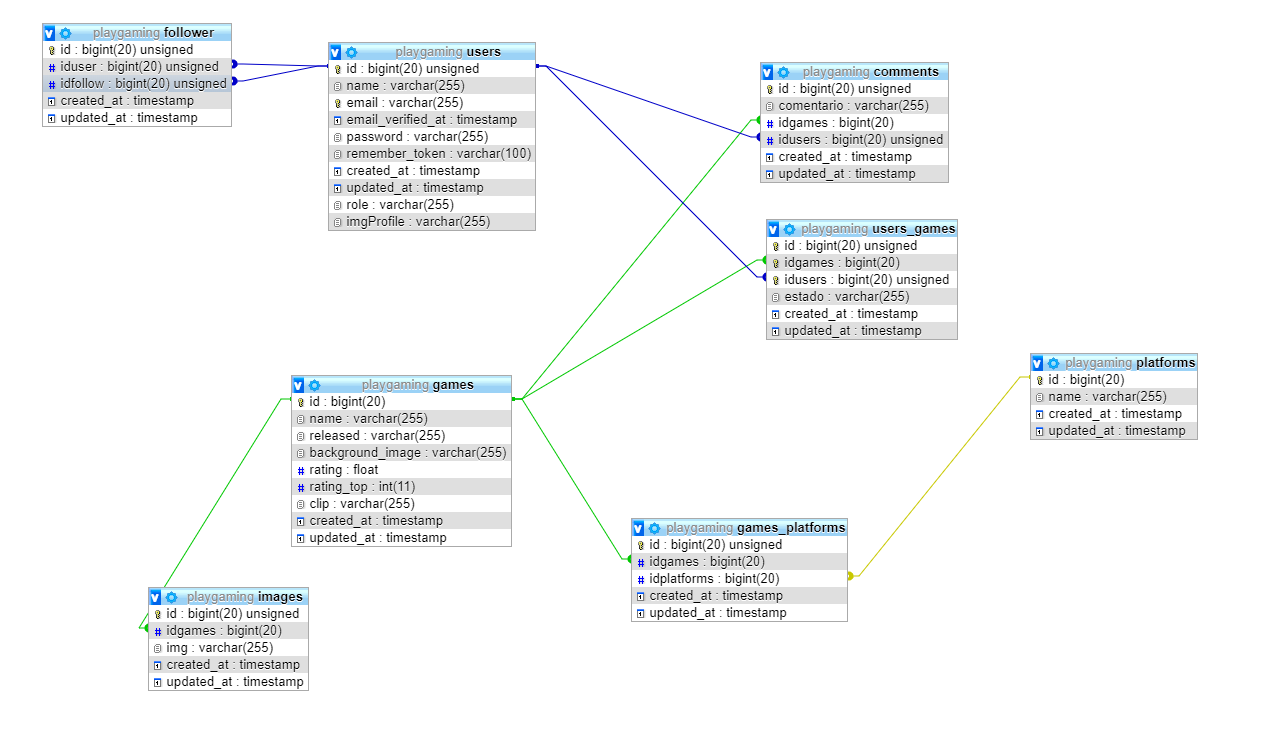 playgaming follower
id : bigint(20) unsigned
iduser : bigint(20) unsigned
idfollow : bigint(20) unsigned
created_at : timestamp
updated_at : timestamp
playgaming users
id : bigint(20) unsigned
name : varchar(255)
email : varchar(255)
email_verified_at : timestamp
password : varchar(255)
remember_token : varchar(100)
created_at : timestamp
updated_at : timestamp
role : varchar(255)
imgProfile : varchar(255)
playgaming comments
id : bigint(20) unsigned
comentario : varchar(255)
idgames : bigint(20)
idusers : bigint(20) unsigned
created_at : timestamp
updated_at : timestamp
playgaming users_games
id : bigint(20) unsigned
idgames : bigint(20)
idusers : bigint(20) unsigned
estado : varchar(255)
created_at : timestamp
updated_at : timestamp
playgaming platforms
id : bigint(20)
name : varchar(255)
created_at : timestamp
updated_at : timestamp
playgaming games
id : bigint(20)
name : varchar(255)
released : varchar(255)
background_image : varchar(255)
rating : float
rating_top : int(11)
clip : varchar(255)
created_at : timestamp
updated_at : timestamp
playgaming games_platforms
id : bigint(20) unsigned
idgames : bigint(20)
idplatforms : bigint(20)
created_at : timestamp
updated_at : timestamp
playgaming images
id : bigint(20) unsigned
idgames : bigint(20)
img : varchar(255)
created_at : timestamp
updated_at : timestamp